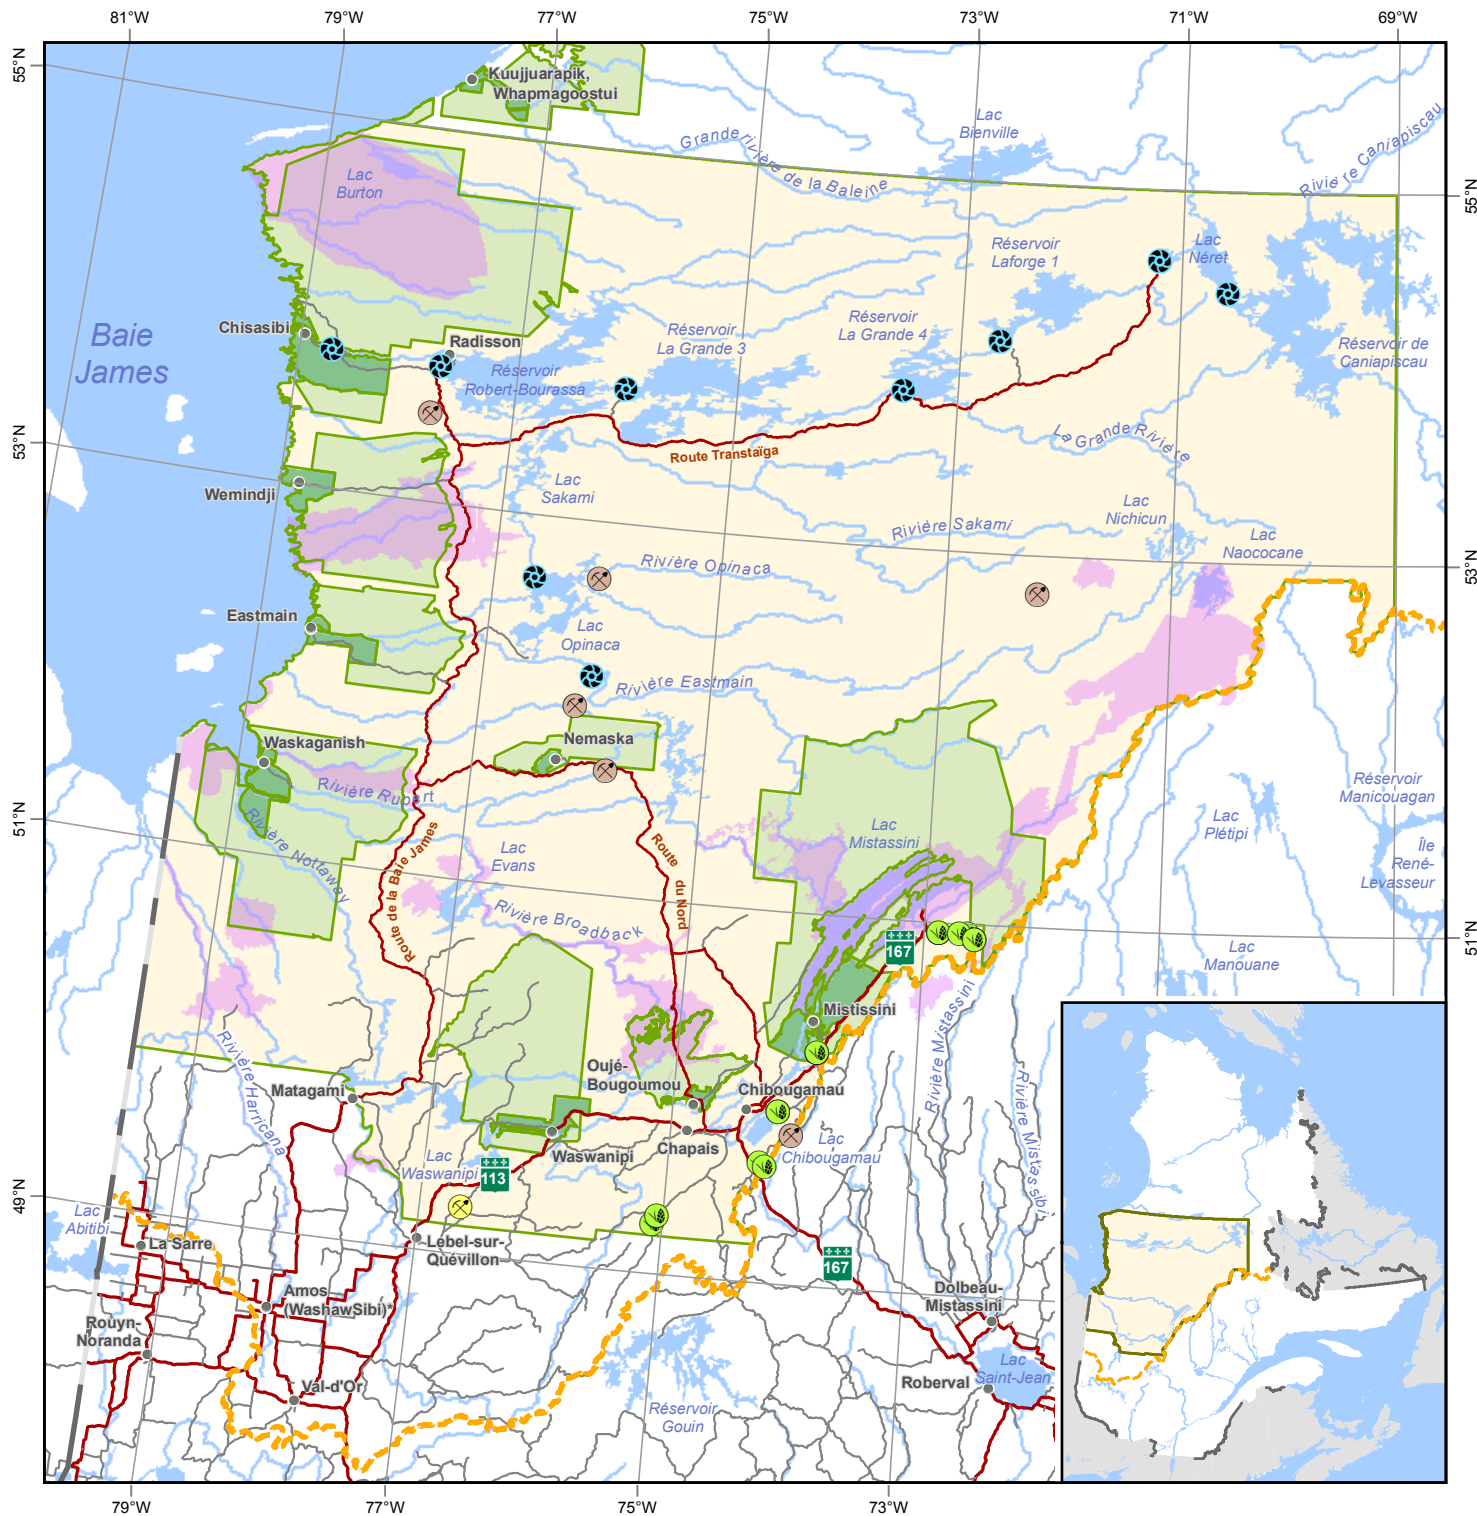 81°W
79°W
77°W
75°W
73°W
71°W
69°W
55°N
Kuujjuarapik,
Whapmagoostui
Lac
Bienville
Grande rivière de la Baleine
Rivière Caniapiscau
55°N
Lac
Burton
Réservoir
Laforge 1
Lac
Néret
Baie
James
Chisasibi
Radisson
Réservoir
Robert-Bourassa
Réservoir
La Grande 3
Réservoir
La Grande 4
Réservoir de
Caniapiscau
53°N
Route Transtaïga
La Grande Rivière
Wemindji
Lac
Sakami
Rivière Sakami
Lac
Nichicun
Lac
Naococane
53°N
Rivière Opinaca
Eastmain
Lac
Opinaca
Rivière Eastmain
Waskaganish
Nemaska
Rivière Rupert
Rivière Nottaway
51°N
Route de la Baie James
Lac
Evans
Route du Nord
Lac
Mistassini
Réservoir
Manicouagan
Lac
Plétipi
Île
René-
Levasseur
Rivière Broadback
167
51°N
Lac
Manouane
Mistissini
Rivière Mistassini
Rivière Mistassibi
Rivière Harricana
Matagami
Oujé-
Bougoumou
Chibougamau
Lac
Chibougamau
Chapais
Waswanipi
Lac
Waswanipi
113
49°N
Lac
Abitibi
La Sarre
Lebel-sur-
Quévillon
167
Amos
(WashawSibi)*
Rouyn-
Noranda
Dolbeau-
Mistassini
Val-d'Or
Roberval
Lac
Saint-Jean
Réservoir
Gouin
79°W
77°W
75°W
73°W